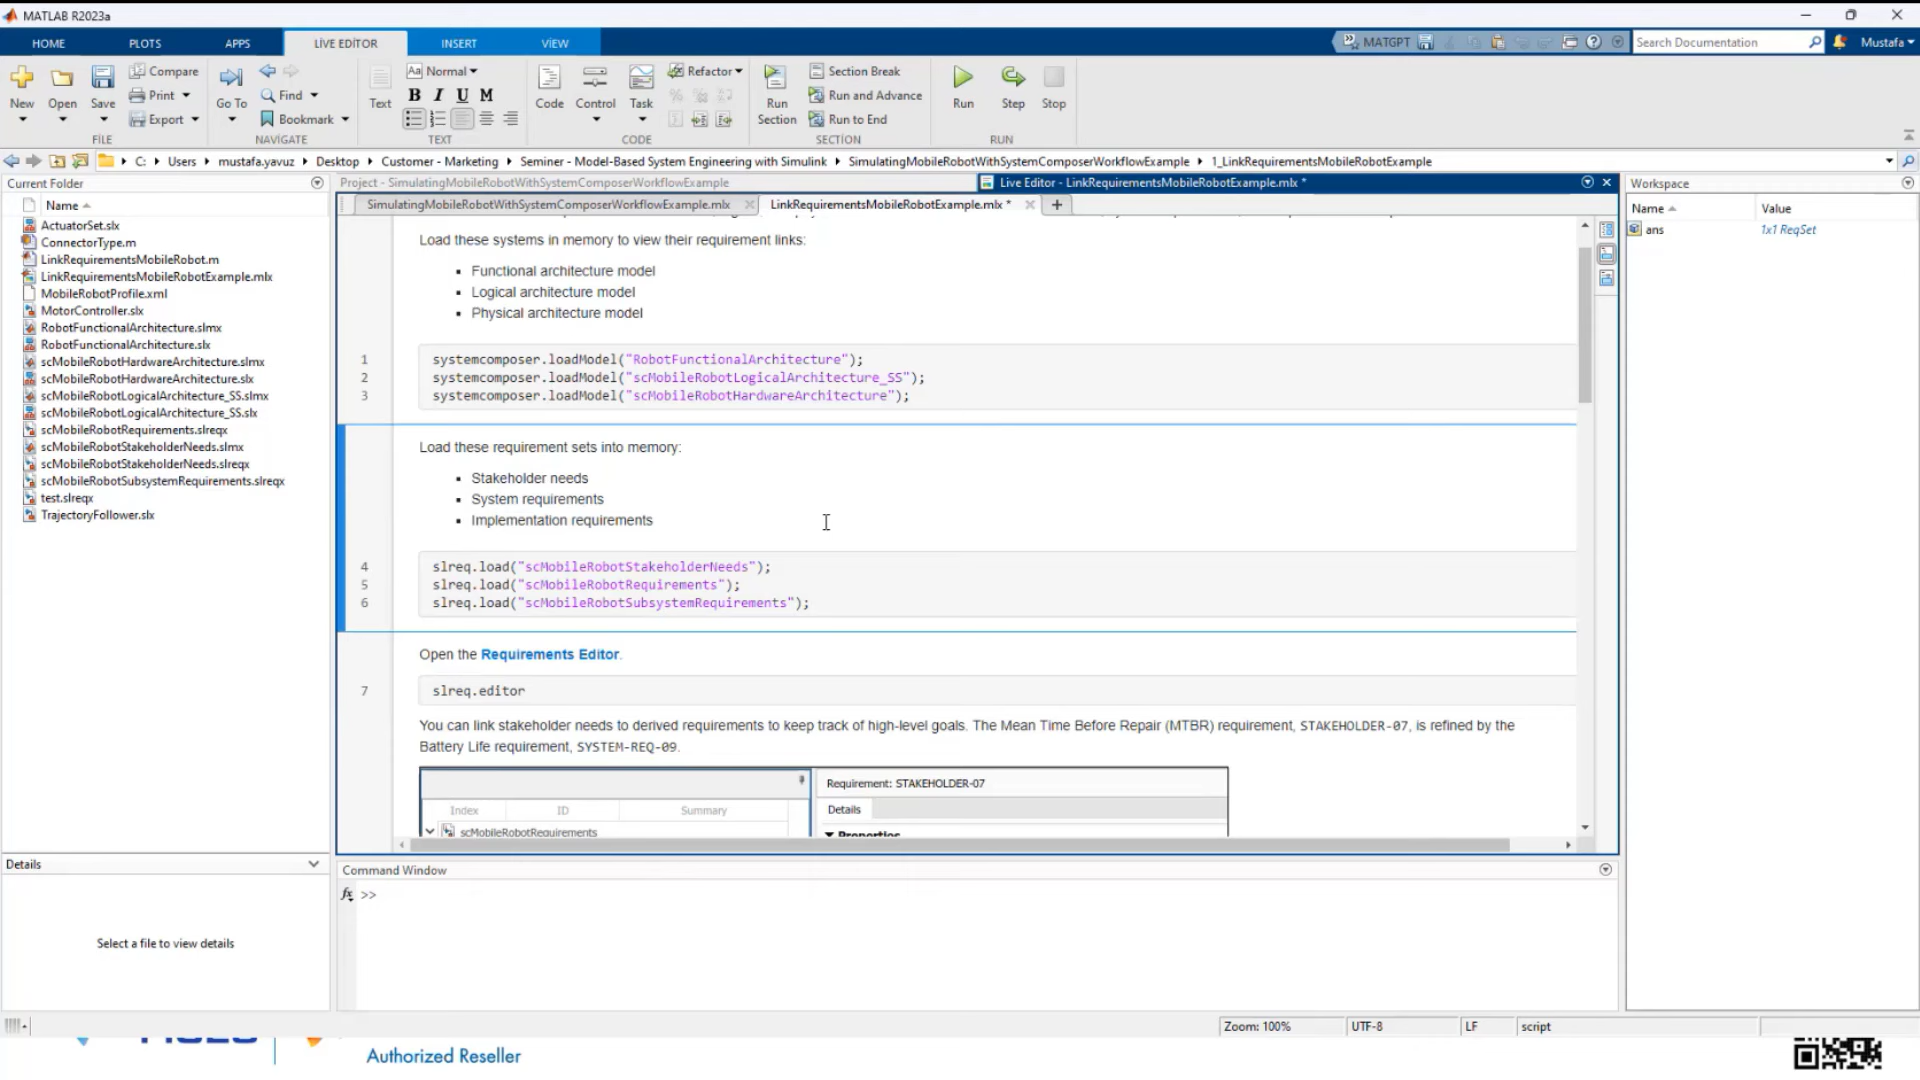 MATLAB R2023a
HOME
PLOTS
APPS
LIVE EDITOR
INSERT
VIEW
MATGPT
Search Documentation
Mustafa
New
Open
Save
Compare
Print
Export
FILE
Go To
Find
Bookmark
NAVIGATE
Text
Aa Normal
B I U M
TEXT
Code
Control
Task
Refactor
CODE
Run Section
Section Break
Run and Advance
Run to End
SECTION
Run
Step
Stop
RUN
C: Users mustafa.yavuz Desktop Customer - Marketing Seminer - Model-Based System Engineering with Simulink SimulatingMobileRobotWithSystemComposerWorkflowExample 1_LinkRequirementsMobileRobotExample
Current Folder
Name
ActuatorSet.slx
ConnectorType.m
LinkRequirementsMobileRobot.m
LinkRequirementsMobileRobotExample.mlx
MobileRobotProfile.xml
MotorController.slx
RobotFunctionalArchitecture.slmx
RobotFunctionalArchitecture.slx
scMobileRobotHardwareArchitecture.slmx
scMobileRobotHardwareArchitecture.slx
scMobileRobotLogicalArchitecture_SS.slmx
scMobileRobotLogicalArchitecture_SS.slx
scMobileRobotRequirements.slreqx
scMobileRobotStakeholderNeeds.slmx
scMobileRobotStakeholderNeeds.slreqx
scMobileRobotSubsystemRequirements.slreqx
test.slreqx
TrajectoryFollower.slx
Details
Select a file to view details
Project - SimulatingMobileRobotWithSystemComposerWorkflowExample
Live Editor - LinkRequirementsMobileRobotExample.mlx *
SimulatingMobileRobotWithSystemComposerWorkflowExample.mlx
LinkRequirementsMobileRobotExample.mlx *
Load these systems in memory to view their requirement links:
Functional architecture model
Logical architecture model
Physical architecture model
1 systemcomposer.loadModel("RobotFunctionalArchitecture");
2 systemcomposer.loadModel("scMobileRobotLogicalArchitecture_SS");
3 systemcomposer.loadModel("scMobileRobotHardwareArchitecture");
Load these requirement sets into memory:
Stakeholder needs
System requirements
Implementation requirements
4 slreq.load("scMobileRobotStakeholderNeeds");
5 slreq.load("scMobileRobotRequirements");
6 slreq.load("scMobileRobotSubsystemRequirements");
Open the Requirements Editor.
7 slreq.editor
You can link stakeholder needs to derived requirements to keep track of high-level goals. The Mean Time Before Repair (MTBR) requirement, STAKEHOLDER-07, is refined by the
Battery Life requirement, SYSTEM-REQ-09.
Index ID Summary
scMobileRobotRequirements
Requirement: STAKEHOLDER-07
Details
Properties
Command Window
fx >>
Workspace
Name Value
ans 1x1 ReqSet
Zoom: 100% UTF-8 LF script
Authorized Reseller